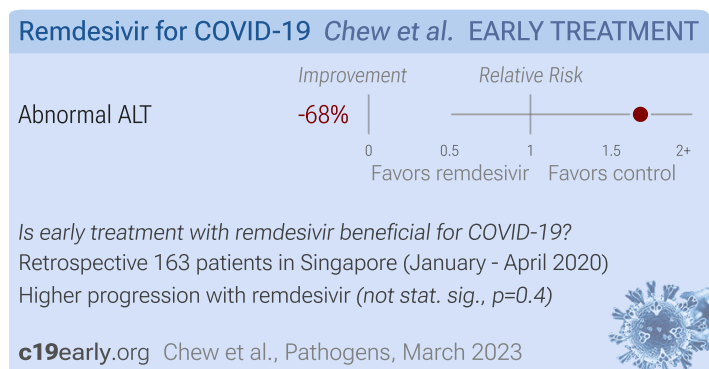 Remdesivir for COVID-19 Chew et al. EARLY TREATMENT
Improvement Relative Risk
Abnormal ALT -68%
0 0.5 1 1.5 2+
Favors remdesivir Favors control
Is early treatment with remdesivir beneficial for COVID-19?
Retrospective 163 patients in Singapore (January - April 2020)
Higher progression with remdesivir (not stat. sig., p=0.4)
c19early.org Chew et al., Pathogens, March 2023